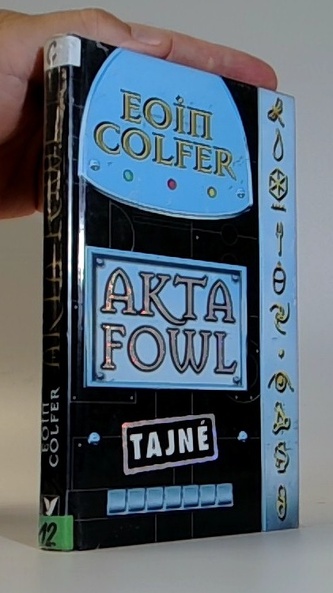 EOIN
COLFER
AKTA
FOWL
TAJNÉ
EOIN
COLFER
12